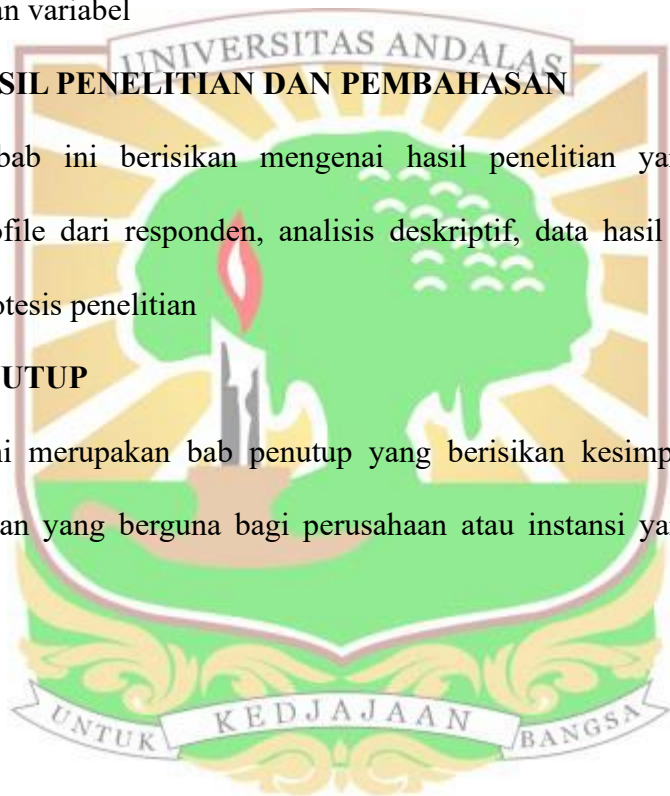 an variabel
UNIVERSITAS ANDALAS
SIL PENELITIAN DAN PEMBAHASAN
bab ini berisikan mengenai hasil penelitian ya
ofile dari responden, analisis deskriptif, data hasil
otesis penelitian
UTUP
ni merupakan bab penutup yang berisikan kesimp
an yang berguna bagi perusahaan atau instansi ya
UNTUK KEDJAJAAN BANGSA